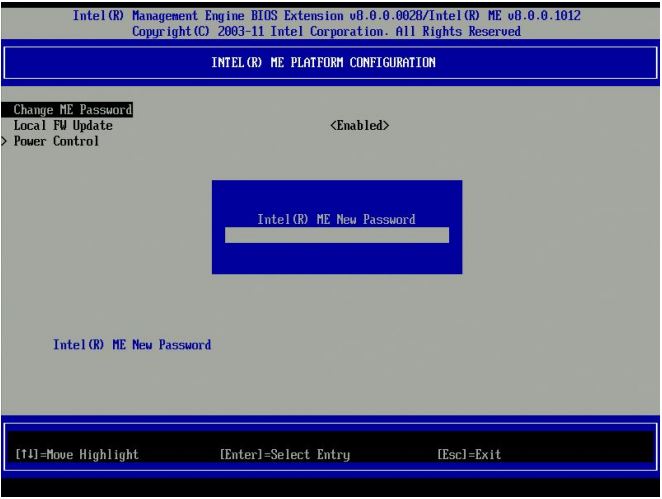 Intel(R) Management Engine BIOS Extension v8.0.0.0028/Intel(R) ME v8.0.0.1012
Copyright(C) 2003-11 Intel Corporation. All Rights Reserved
INTEL(R) ME PLATFORM CONFIGURATION
Change ME Password
Local FW Update <Enabled>
> Power Control
Intel(R) ME New Password
Intel(R) ME New Password
[↑↓]=Move Highlight [Enter]=Select Entry [Esc]=Exit